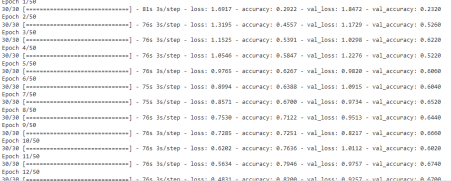 Epoch 1/50
30/30 [==============================] - 81s 3s/step - loss: 1.6917 - accuracy: 0.2922 - val_loss: 1.8472 - val_accuracy: 0.2320
Epoch 2/50
30/30 [==============================] - 76s 3s/step - loss: 1.3195 - accuracy: 0.4557 - val_loss: 1.1729 - val_accuracy: 0.5260
Epoch 3/50
30/30 [==============================] - 76s 3s/step - loss: 1.1525 - accuracy: 0.5391 - val_loss: 1.0298 - val_accuracy: 0.6220
Epoch 4/50
30/30 [==============================] - 76s 3s/step - loss: 1.0546 - accuracy: 0.5847 - val_loss: 1.2276 - val_accuracy: 0.5220
Epoch 5/50
30/30 [==============================] - 76s 3s/step - loss: 0.9765 - accuracy: 0.6267 - val_loss: 0.9820 - val_accuracy: 0.6060
Epoch 6/50
30/30 [==============================] - 75s 3s/step - loss: 0.8994 - accuracy: 0.6388 - val_loss: 1.0915 - val_accuracy: 0.6040
Epoch 7/50
30/30 [==============================] - 75s 3s/step - loss: 0.8571 - accuracy: 0.6700 - val_loss: 0.9734 - val_accuracy: 0.6520
Epoch 8/50
30/30 [==============================] - 76s 3s/step - loss: 0.7530 - accuracy: 0.7122 - val_loss: 0.9513 - val_accuracy: 0.6440
Epoch 9/50
30/30 [==============================] - 76s 3s/step - loss: 0.7285 - accuracy: 0.7251 - val_loss: 0.8217 - val_accuracy: 0.6660
Epoch 10/50
30/30 [==============================] - 76s 3s/step - loss: 0.6202 - accuracy: 0.7636 - val_loss: 1.0112 - val_accuracy: 0.6020
Epoch 11/50
30/30 [==============================] - 76s 3s/step - loss: 0.5634 - accuracy: 0.7946 - val_loss: 0.9757 - val_accuracy: 0.6740
Epoch 12/50
30/30 [==============================] - 76s 3s/step - loss: 0.4831 - accuracy: 0.8200 - val_loss: 0.9257 - val_accuracy: 0.6700